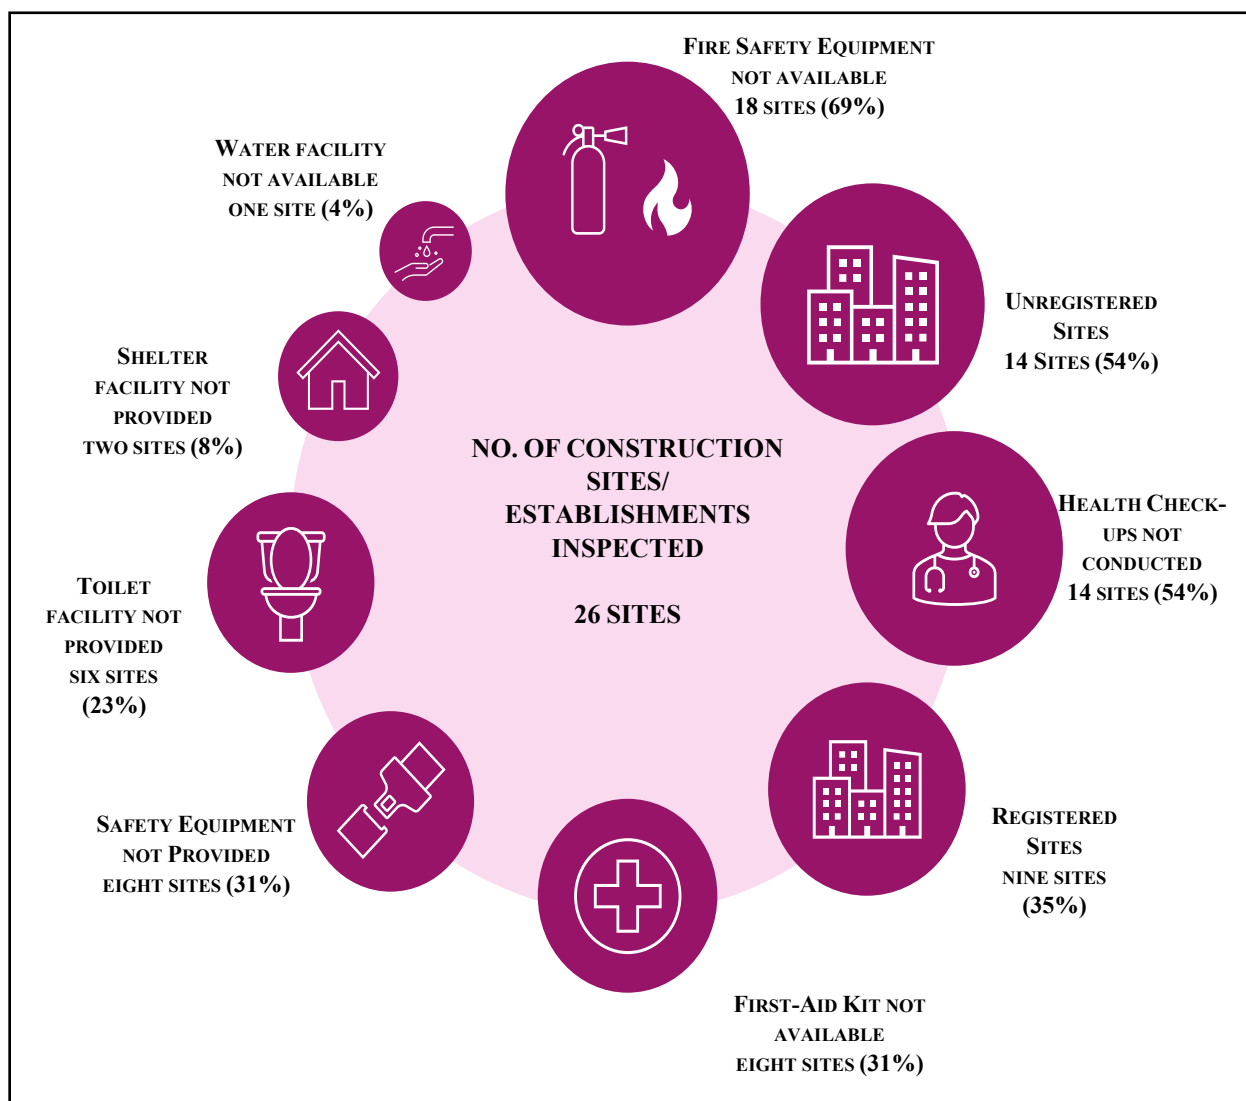 FIRE SAFETY EQUIPMENT
NOT AVAILABLE
18 SITES (69%)
UNREGISTERED
SITES
14 SITES (54%)
HEALTH CHECK-
UPS NOT
CONDUCTED
14 SITES (54%)
REGISTERED
SITES
NINE SITES
(35%)
FIRST-AID KIT NOT
AVAILABLE
EIGHT SITES (31%)
SAFETY EQUIPMENT
NOT PROVIDED
EIGHT SITES (31%)
TOILET
FACILITY NOT
PROVIDED
SIX SITES
(23%)
SHELTER
FACILITY NOT
PROVIDED
TWO SITES (8%)
WATER FACILITY
NOT AVAILABLE
ONE SITE (4%)
NO. OF CONSTRUCTION
SITES/
ESTABLISHMENTS
INSPECTED
26 SITES